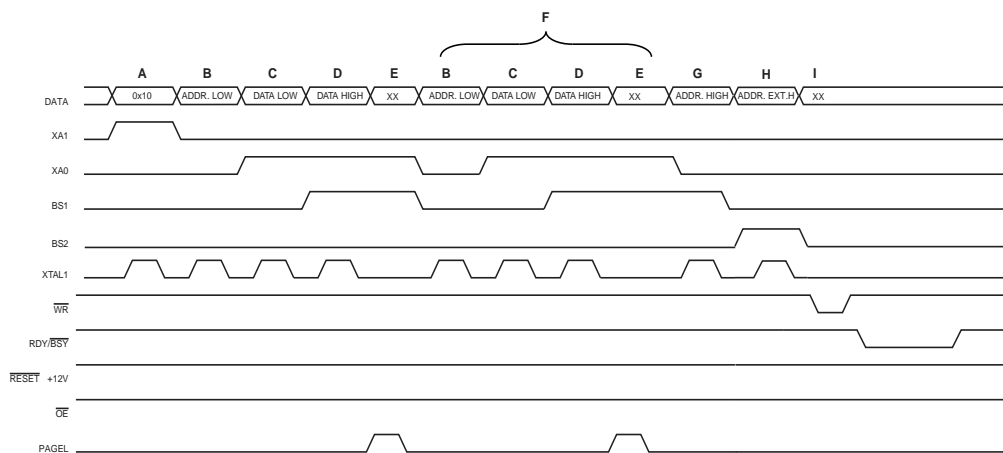 F
A B C D E B C D E G H I
DATA 0x10 ADDR. LOW DATA LOW DATA HIGH XX ADDR. LOW DATA LOW DATA HIGH XX ADDR. HIGH ADDR. EXT.H XX
XA1
XA0
BS1
BS2
XTAL1
WR
RDY/BSY
RESET +12V
OE
PAGEL